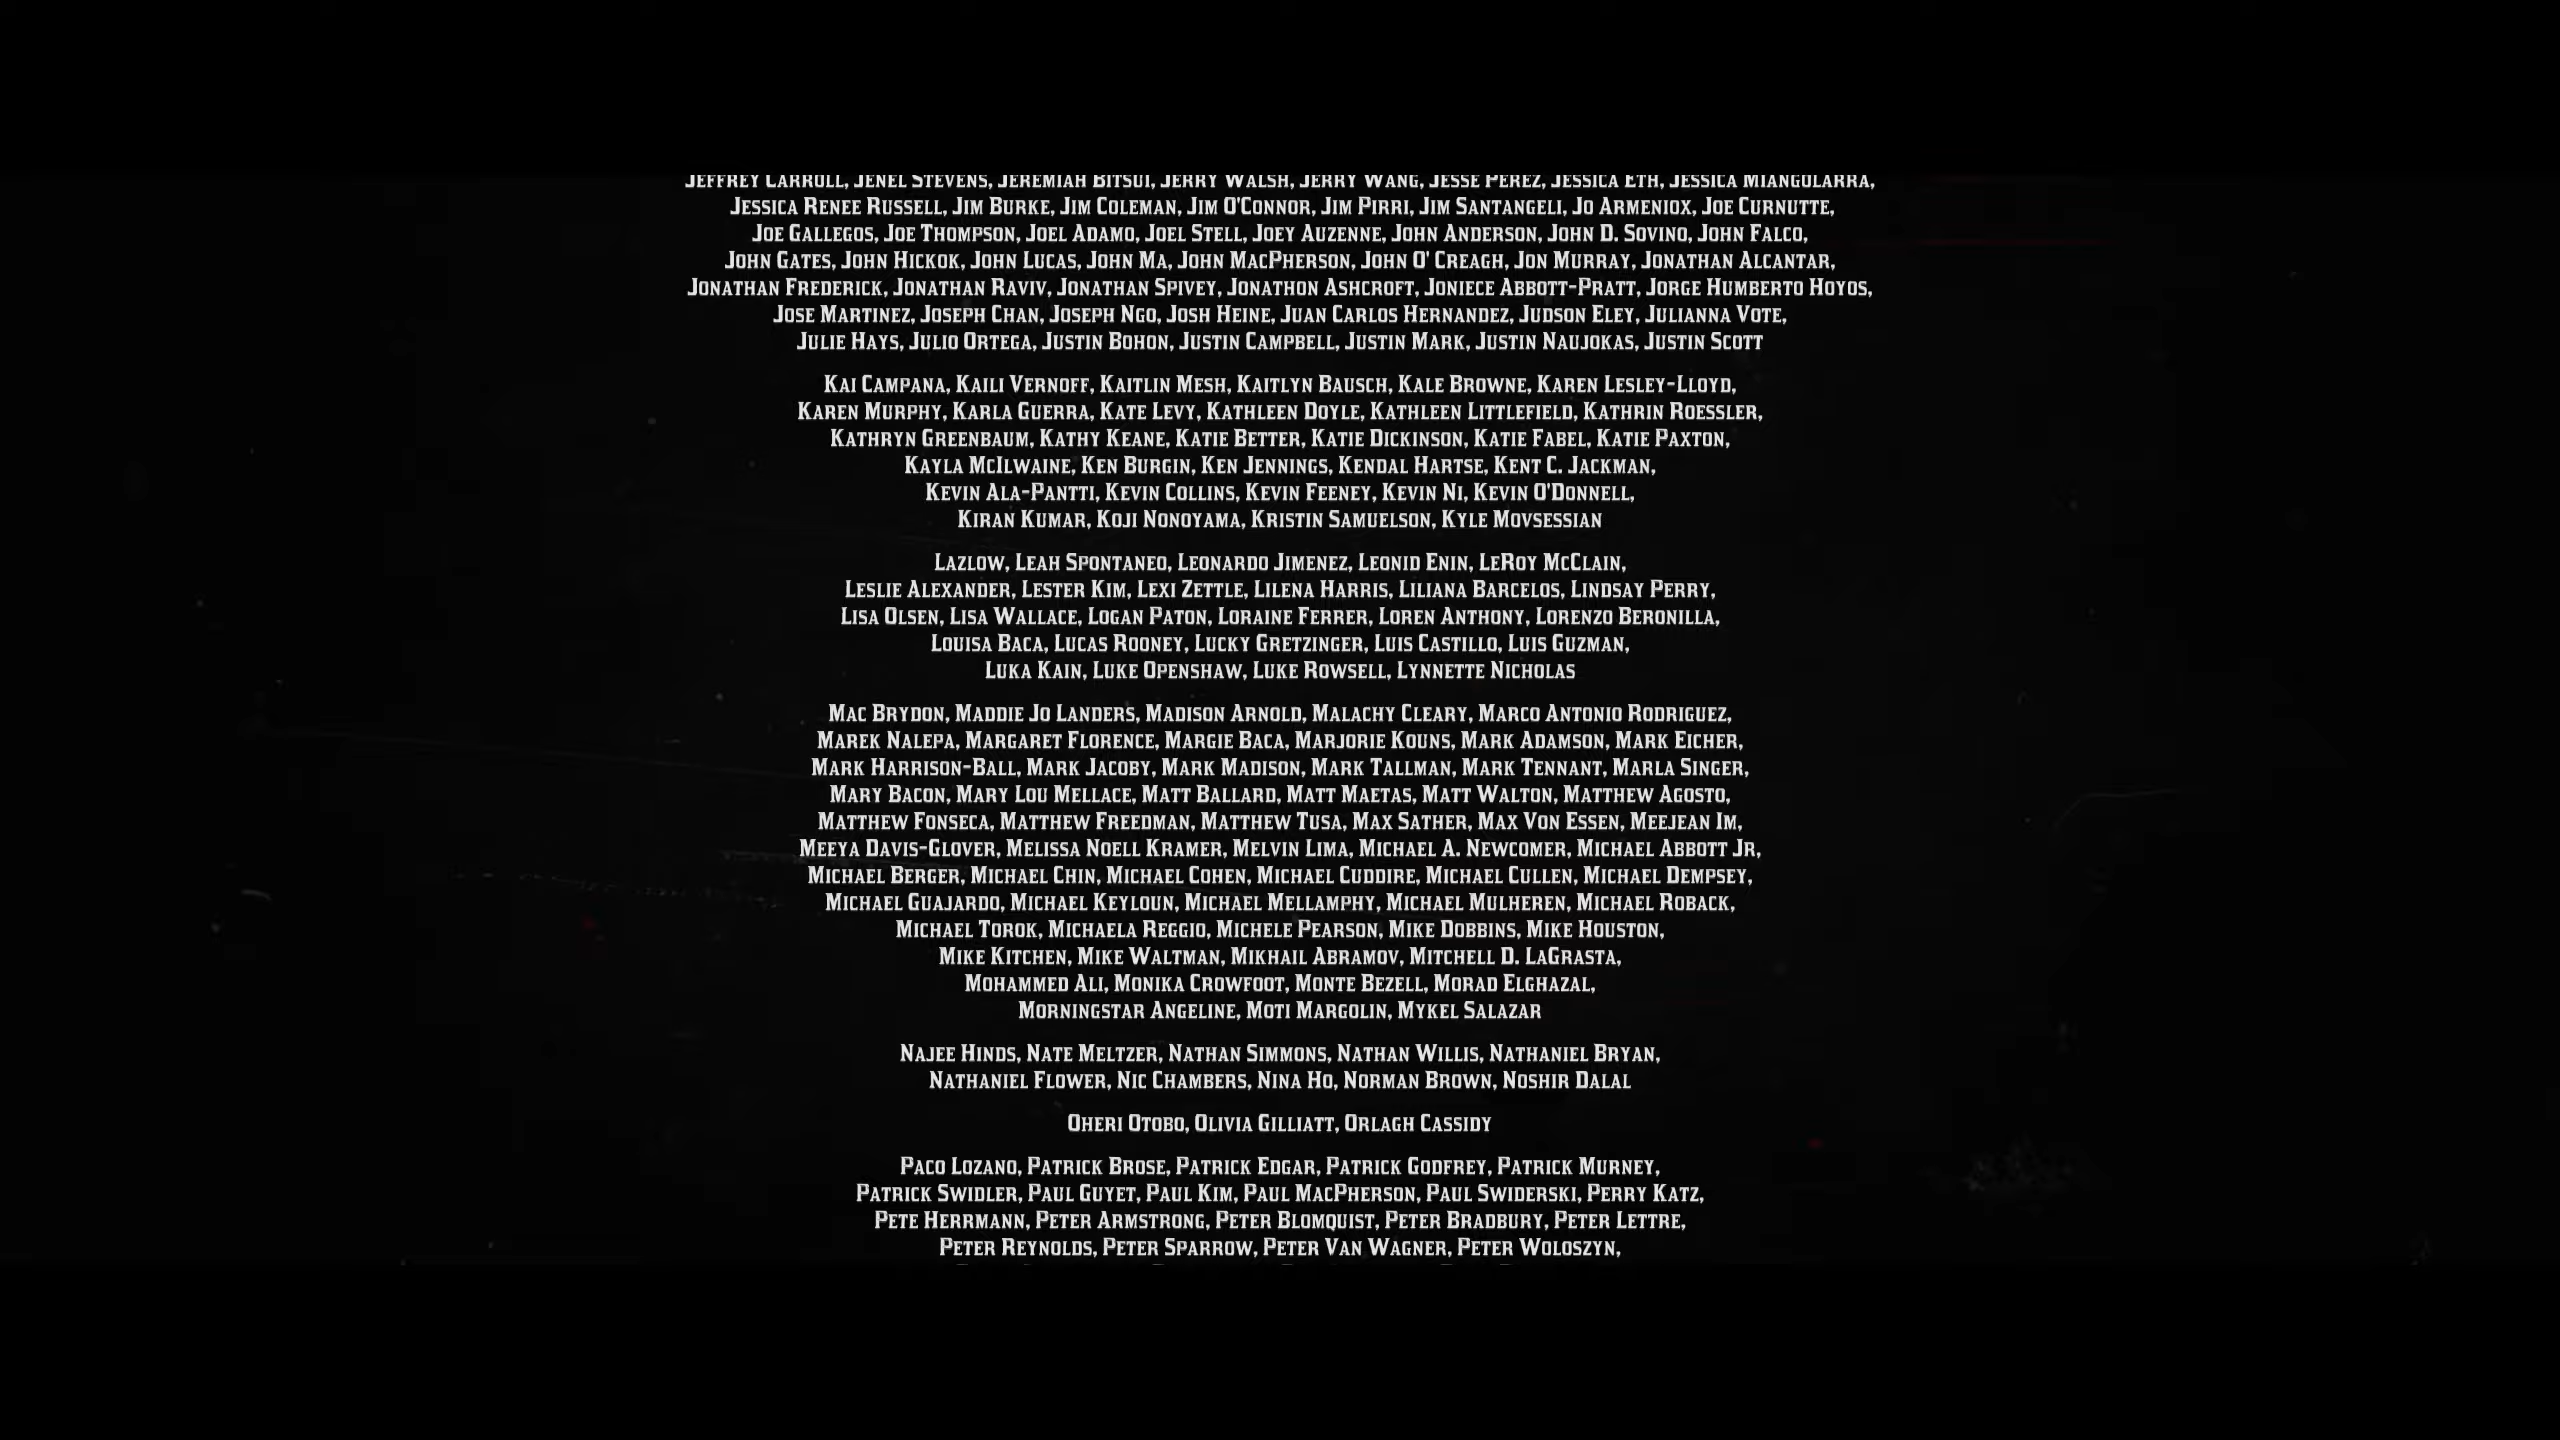 Jeffrey Carroll, Jenel Stevens, Jeremiah Bitsui, Jerry Walsh, Jerry Wang, Jesse Perez, Jessica Eth, Jessica Miangolarra,
Jessica Renee Russell, Jim Burke, Jim Coleman, Jim O'Connor, Jim Pirri, Jim Santangeli, Jo Armeniox, Joe Curnutte,
Joe Gallegos, Joe Thompson, Joel Adamo, Joel Stell, Joey Auzenne, John Anderson, John D. Sovino, John Falco,
John Gates, John Hickok, John Lucas, John Ma, John MacPherson, John O' Creagh, Jon Murray, Jonathan Alcantar,
Jonathan Frederick, Jonathan Raviv, Jonathan Spivey, Jonathon Ashcroft, Joniece Abbott-Pratt, Jorge Humberto Hoyos,
Jose Martinez, Joseph Chan, Joseph Ngo, Josh Heine, Juan Carlos Hernandez, Judson Eley, Julianna Vote,
Julie Hays, Julio Ortega, Justin Bohon, Justin Campbell, Justin Mark, Justin Naujokas, Justin Scott
Kai Campana, Kaili Vernoff, Kaitlin Mesh, Kaitlyn Bausch, Kale Browne, Karen Lesley-Lloyd,
Karen Murphy, Karla Guerra, Kate Levy, Kathleen Doyle, Kathleen Littlefield, Kathrin Roessler,
Kathryn Greenbaum, Kathy Keane, Katie Better, Katie Dickinson, Katie Fabel, Katie Paxton,
Kayla McIlwaine, Ken Burgin, Ken Jennings, Kendal Hartse, Kent C. Jackman,
Kevin Ala-Pantti, Kevin Collins, Kevin Feeney, Kevin Ni, Kevin O'Donnell,
Kiran Kumar, Koji Nonoyama, Kristin Samuelson, Kyle Movsessian
Lazlow, Leah Spontaneo, Leonardo Jimenez, Leonid Enin, LeRoy McClain,
Leslie Alexander, Lester Kim, Lexi Zettle, Lilena Harris, Liliana Barcelos, Lindsay Perry,
Lisa Olsen, Lisa Wallace, Logan Paton, Loraine Ferrer, Loren Anthony, Lorenzo Beronilla,
Louisa Baca, Lucas Rooney, Lucky Gretzinger, Luis Castillo, Luis Guzman,
Luka Kain, Luke Openshaw, Luke Rowsell, Lynnette Nicholas
Mac Brydon, Maddie Jo Landers, Madison Arnold, Malachy Cleary, Marco Antonio Rodriguez,
Marek Nalepa, Margaret Florence, Margie Baca, Marjorie Kouns, Mark Adamson, Mark Eicher,
Mark Harrison-Ball, Mark Jacoby, Mark Madison, Mark Tallman, Mark Tennant, Marla Singer,
Mary Bacon, Mary Lou Mellace, Matt Ballard, Matt Maetas, Matt Walton, Matthew Agosto,
Matthew Fonseca, Matthew Freedman, Matthew Tusa, Max Sather, Max Von Essen, Meejean Im,
Meeya Davis-Glover, Melissa Noell Kramer, Melvin Lima, Michael A. Newcomer, Michael Abbott Jr,
Michael Berger, Michael Chin, Michael Cohen, Michael Cuddire, Michael Cullen, Michael Dempsey,
Michael Guajardo, Michael Keyloun, Michael Mellamphy, Michael Mulheren, Michael Roback,
Michael Torok, Michaela Reggio, Michele Pearson, Mike Dobbins, Mike Houston,
Mike Kitchen, Mike Waltman, Mikhail Abramov, Mitchell D. LaGrasta,
Mohammed Ali, Monika Crowfoot, Monte Bezell, Morad Elghazal,
Morningstar Angeline, Moti Margolin, Mykel Salazar
Najee Hinds, Nate Meltzer, Nathan Simmons, Nathan Willis, Nathaniel Bryan,
Nathaniel Flower, Nic Chambers, Nina Ho, Norman Brown, Noshir Dalal
Oheri Otobo, Olivia Gilliatt, Orlagh Cassidy
Paco Lozano, Patrick Brose, Patrick Edgar, Patrick Godfrey, Patrick Murney,
Patrick Swidler, Paul Guyet, Paul Kim, Paul MacPherson, Paul Swiderski, Perry Katz,
Pete Herrmann, Peter Armstrong, Peter Blomquist, Peter Bradbury, Peter Lettre,
Peter Reynolds, Peter Sparrow, Peter Van Wagner, Peter Woloszyn,